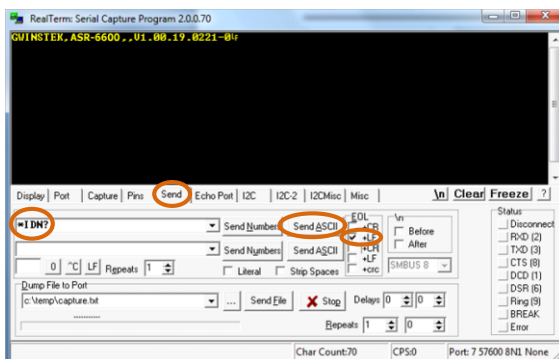 RealTerm: Serial Capture Program 2.0.0.70
GWINSTEK,ASR-6600,,V1.00.19.0221-0LF
Display Port Capture Pins Send Echo Port I2C I2C-2 I2CMisc Misc \n Clear Freeze ?
*IDN? Send Numbers Send ASCII
Send Numbers Send ASCII
0 ^C LF Repeats 1 Literal Strip Spaces
EOL
+CR
+LF
+CR
+LF
+crc
\n
Before
After
SMBUS 8
Dump File to Port
c:\temp\capture.txt ... Send File Stop Delays 0 0
Repeats 1 0
Status
Disconnect
RXD (2)
TXD (3)
CTS (8)
DCD (1)
DSR (6)
Ring (9)
BREAK
Error
Char Count:70 CPS:0 Port: 7 57600 8N1 None